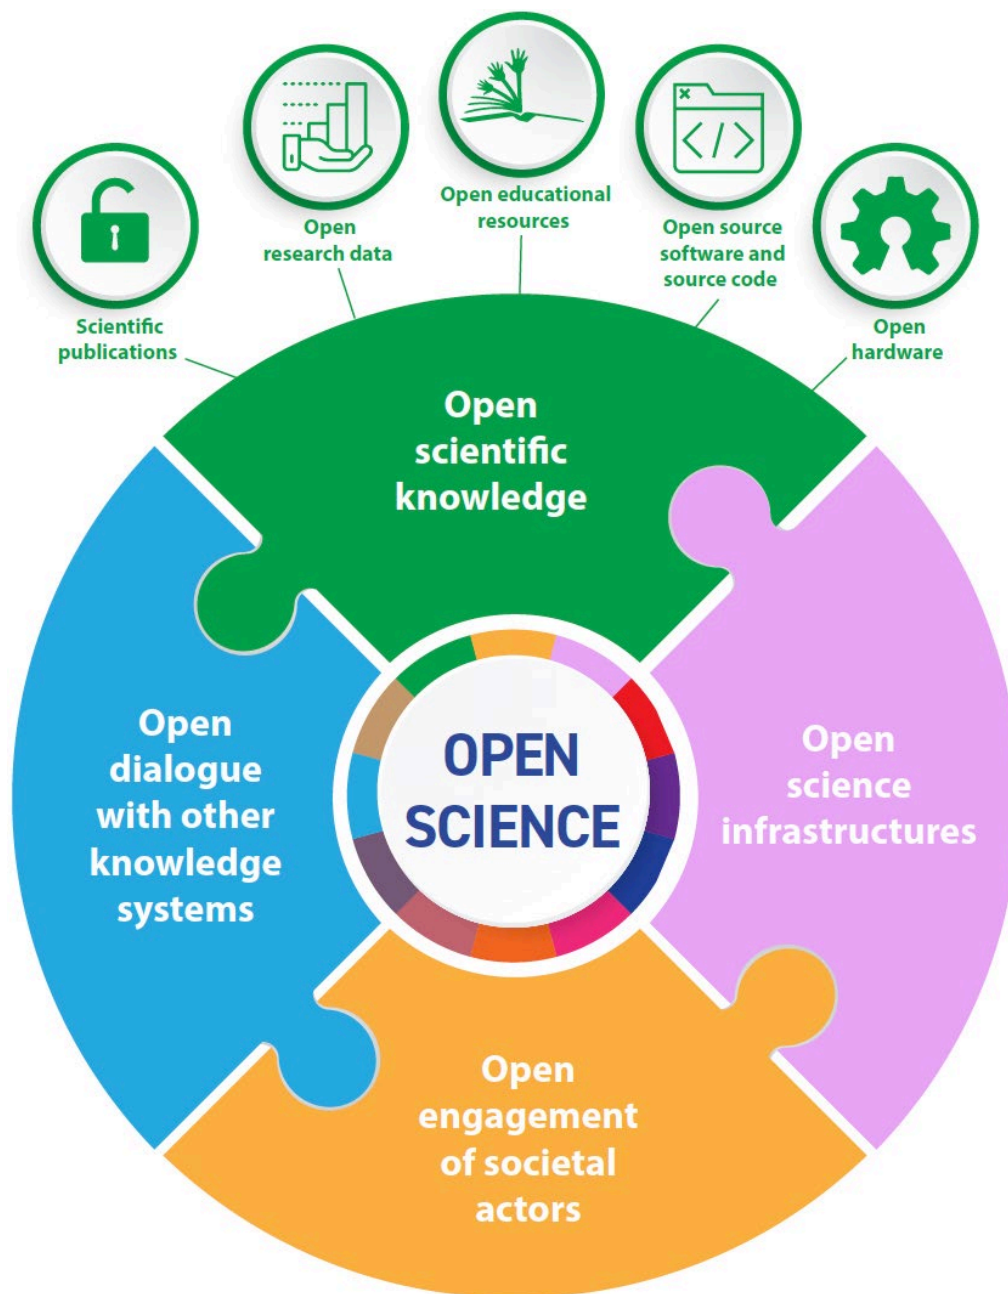 Scientific
publications
Open
research data
Open educational
resources
Open source
software and
source code
Open
hardware
Open
scientific
knowledge
Open
dialogue
with other
knowledge
systems
OPEN
SCIENCE
Open
science
infrastructures
Open
engagement
of societal
actors